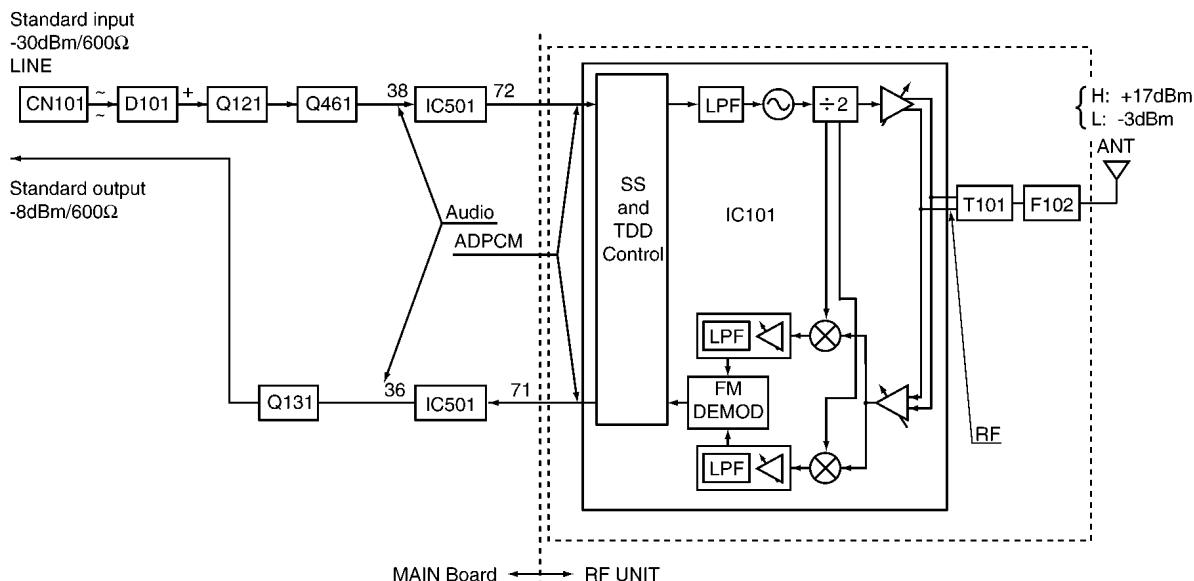 Standard input
-30dBm/600Ω
LINE
CN101
~
~
D101
+
Q121
Q461
38
IC501
72
LPF
÷2
H: +17dBm
L: -3dBm
ANT
Standard output
-8dBm/600Ω
Audio
ADPCM
SS
and
TDD
Control
IC101
T101
F102
RF
LPF
FM
DEMOD
LPF
Q131
36
IC501
71
MAIN Board
RF UNIT